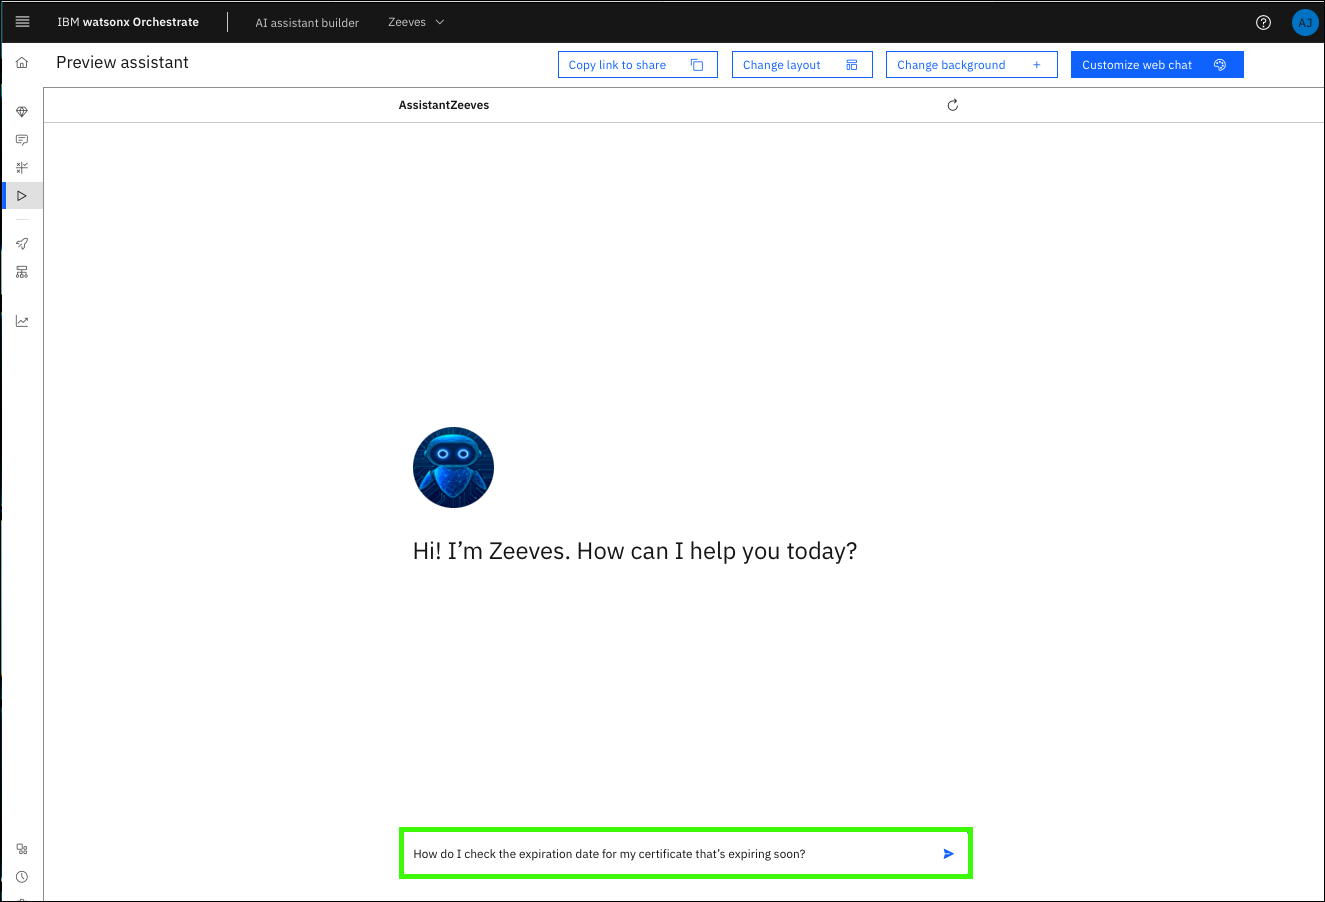 IBM watsonx Orchestrate
AI assistant builder
Zeeves
AJ
Preview assistant
Copy link to share
Change layout
Change background
Customize web chat
AssistantZeeves
Hi! I’m Zeeves. How can I help you today?
How do I check the expiration date for my certificate that’s expiring soon?